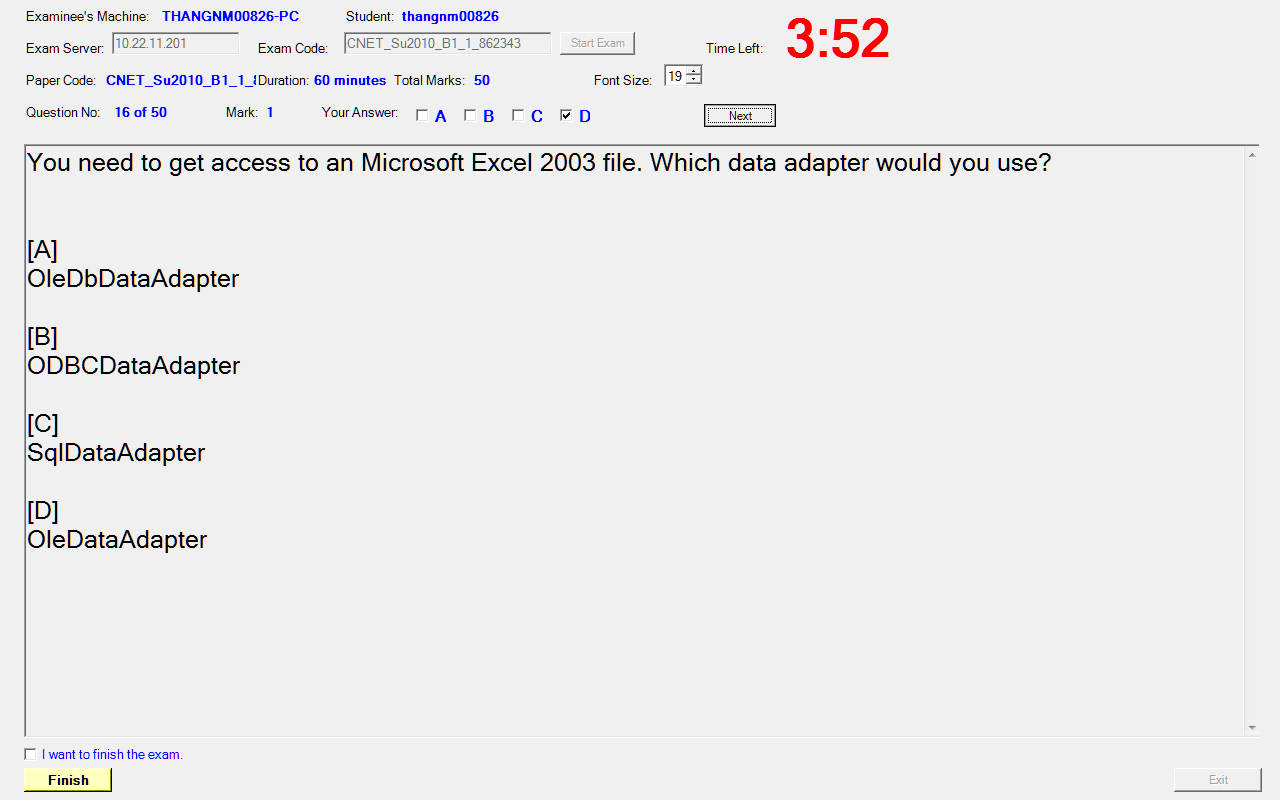 Examinee's Machine: THANGNM00826-PC Student: thangnm00826
Exam Server: 10.22.11.201 Exam Code: CNET_Su2010_B1_1_862343 Start Exam Time Left: 3:52
Paper Code: CNET_Su2010_B1_1_ Duration: 60 minutes Total Marks: 50 Font Size: 19
Question No: 16 of 50 Mark: 1 Your Answer: A B C D Next
You need to get access to an Microsoft Excel 2003 file. Which data adapter would you use?
[A]
OleDbDataAdapter
[B]
ODBCDataAdapter
[C]
SqlDataAdapter
[D]
OleDataAdapter
I want to finish the exam.
Finish Exit